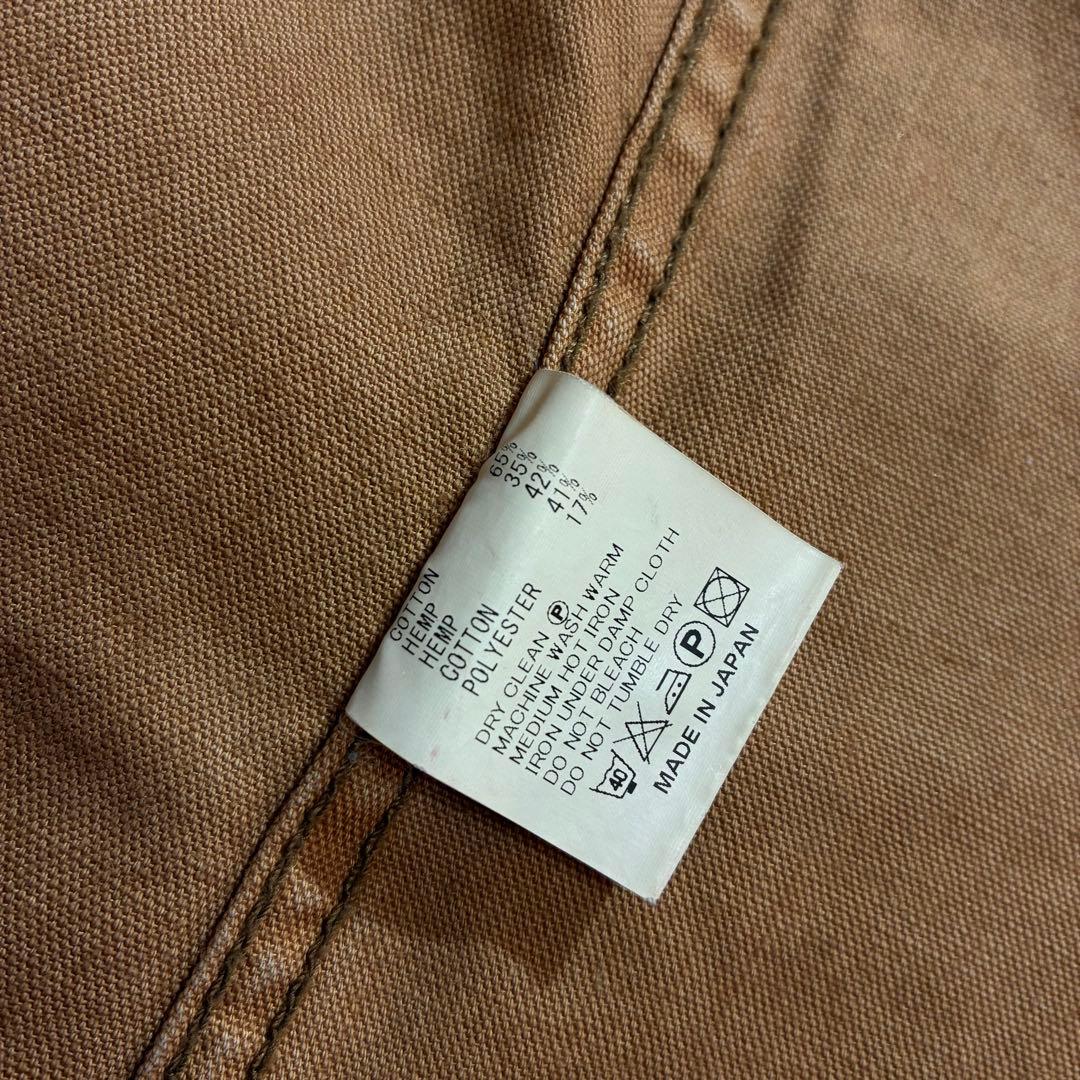 COTTON 65%
HEMP 35%
HEMP 42%
COTTON 41%
POLYESTER 17%
DRY CLEAN Ⓟ
MACHINE WASH WARM
MEDIUM HOT IRON
IRON UNDER DAMP CLOTH
DO NOT BLEACH
DO NOT TUMBLE DRY
40 P
MADE IN JAPAN